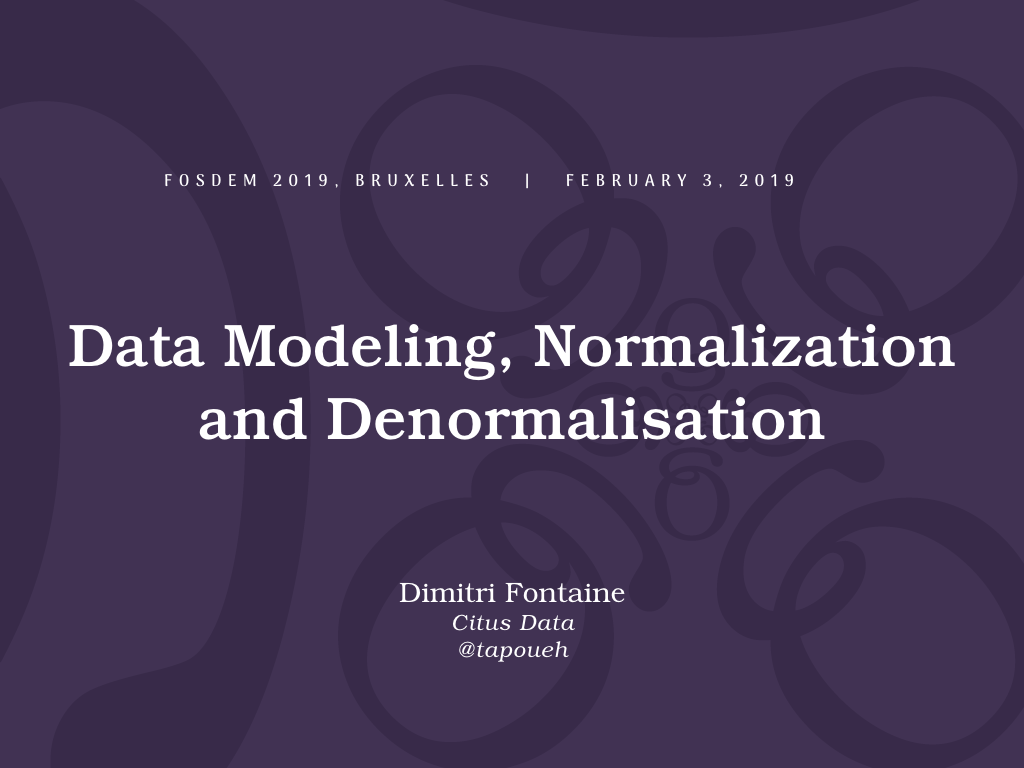 FOSDEM 2019, BRUXELLES | FEBRUARY 3, 2019
Data Modeling, Normalization
and Denormalisation
Dimitri Fontaine
Citus Data
@tapoueh